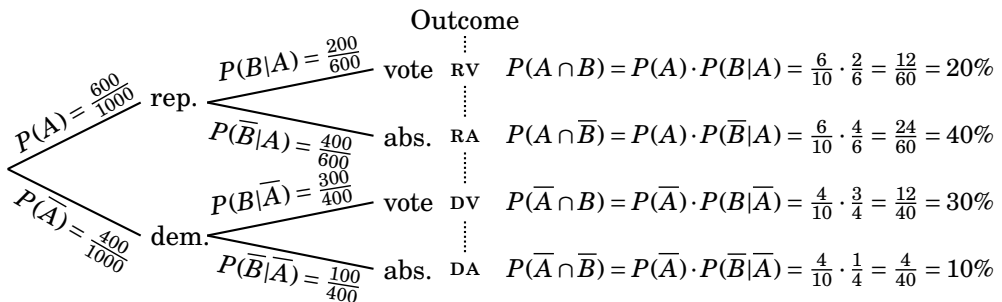 Outcome
P(A) = 600/1000
rep.
P(B|A) = 200/600
vote RV P(A ∩ B) = P(A) · P(B|A) = 6/10 · 2/6 = 12/60 = 20%
P(B̅|A) = 400/600
abs. RA P(A ∩ B̅) = P(A) · P(B̅|A) = 6/10 · 4/6 = 24/60 = 40%
P(A̅) = 400/1000
dem.
P(B|A̅) = 300/400
vote DV P(A̅ ∩ B) = P(A̅) · P(B|A̅) = 4/10 · 3/4 = 12/40 = 30%
P(B̅|A̅) = 100/400
abs. DA P(A̅ ∩ B̅) = P(A̅) · P(B̅|A̅) = 4/10 · 1/4 = 4/40 = 10%